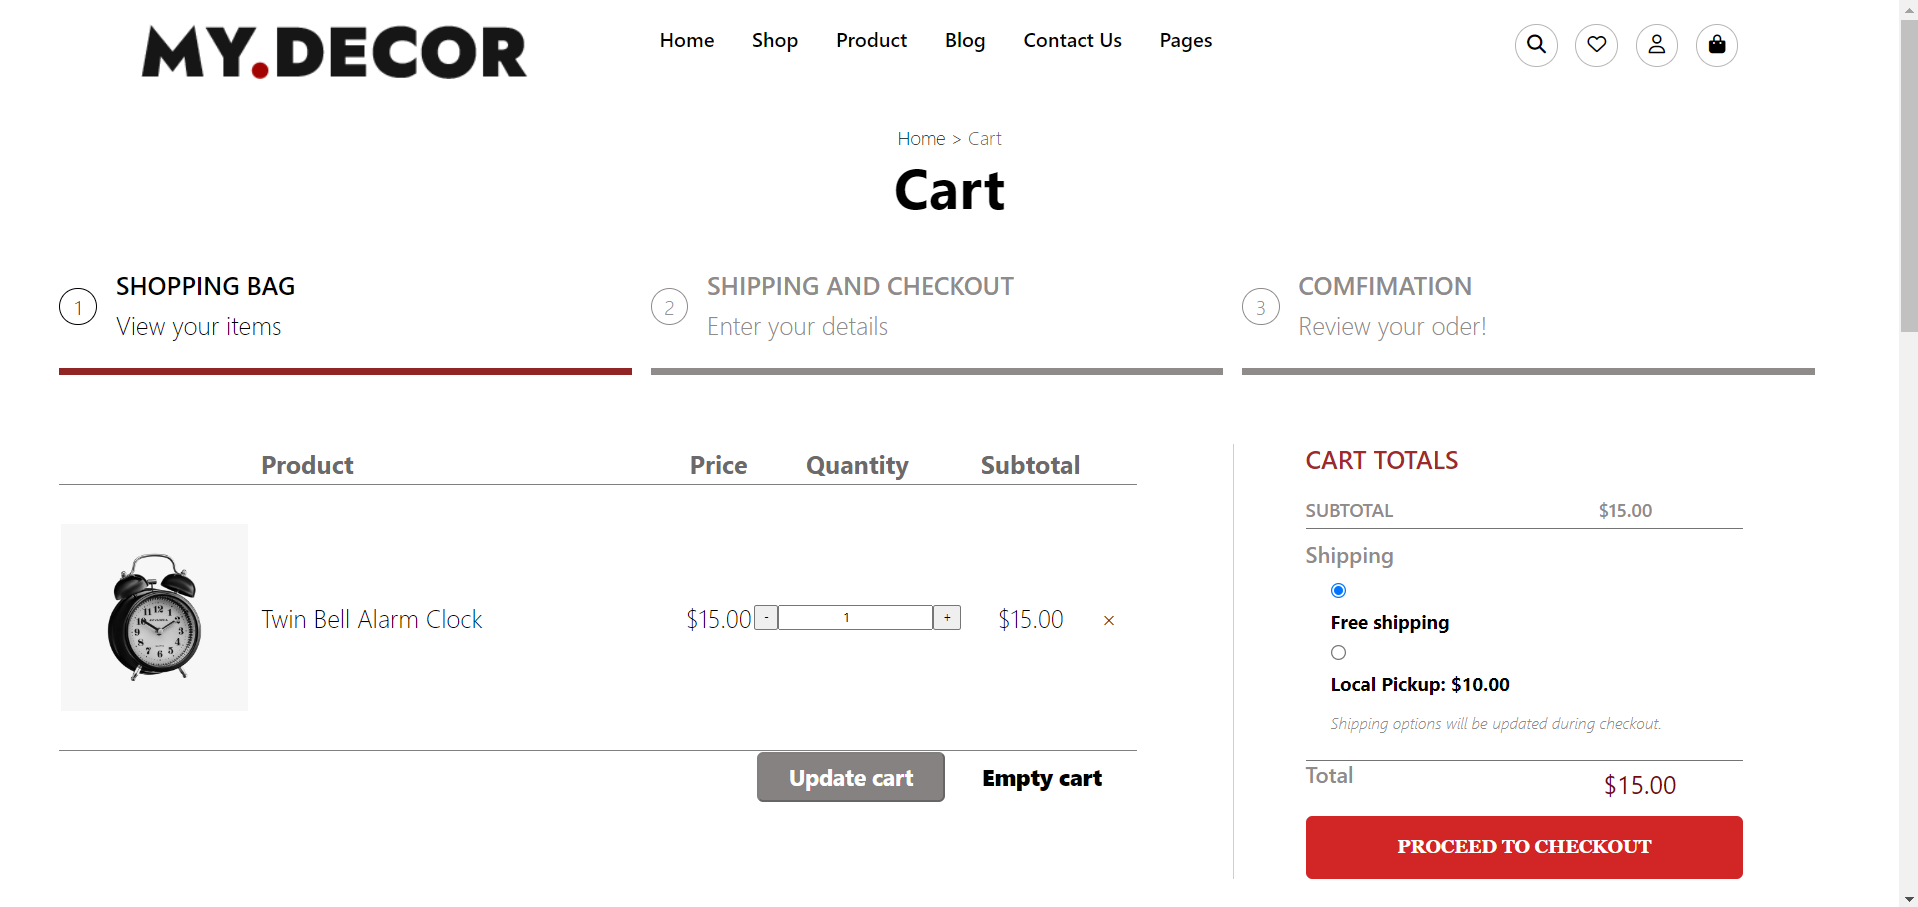 MY.DECOR
Home Shop Product Blog Contact Us Pages
Home > Cart
Cart
1 SHOPPING BAG
View your items
2 SHIPPING AND CHECKOUT
Enter your details
3 COMFIMATION
Review your oder!
Product Price Quantity Subtotal
Twin Bell Alarm Clock $15.00 - 1 + $15.00 ×
Update cart Empty cart
CART TOTALS
SUBTOTAL $15.00
Shipping
Free shipping
Local Pickup: $10.00
Shipping options will be updated during checkout.
Total $15.00
PROCEED TO CHECKOUT